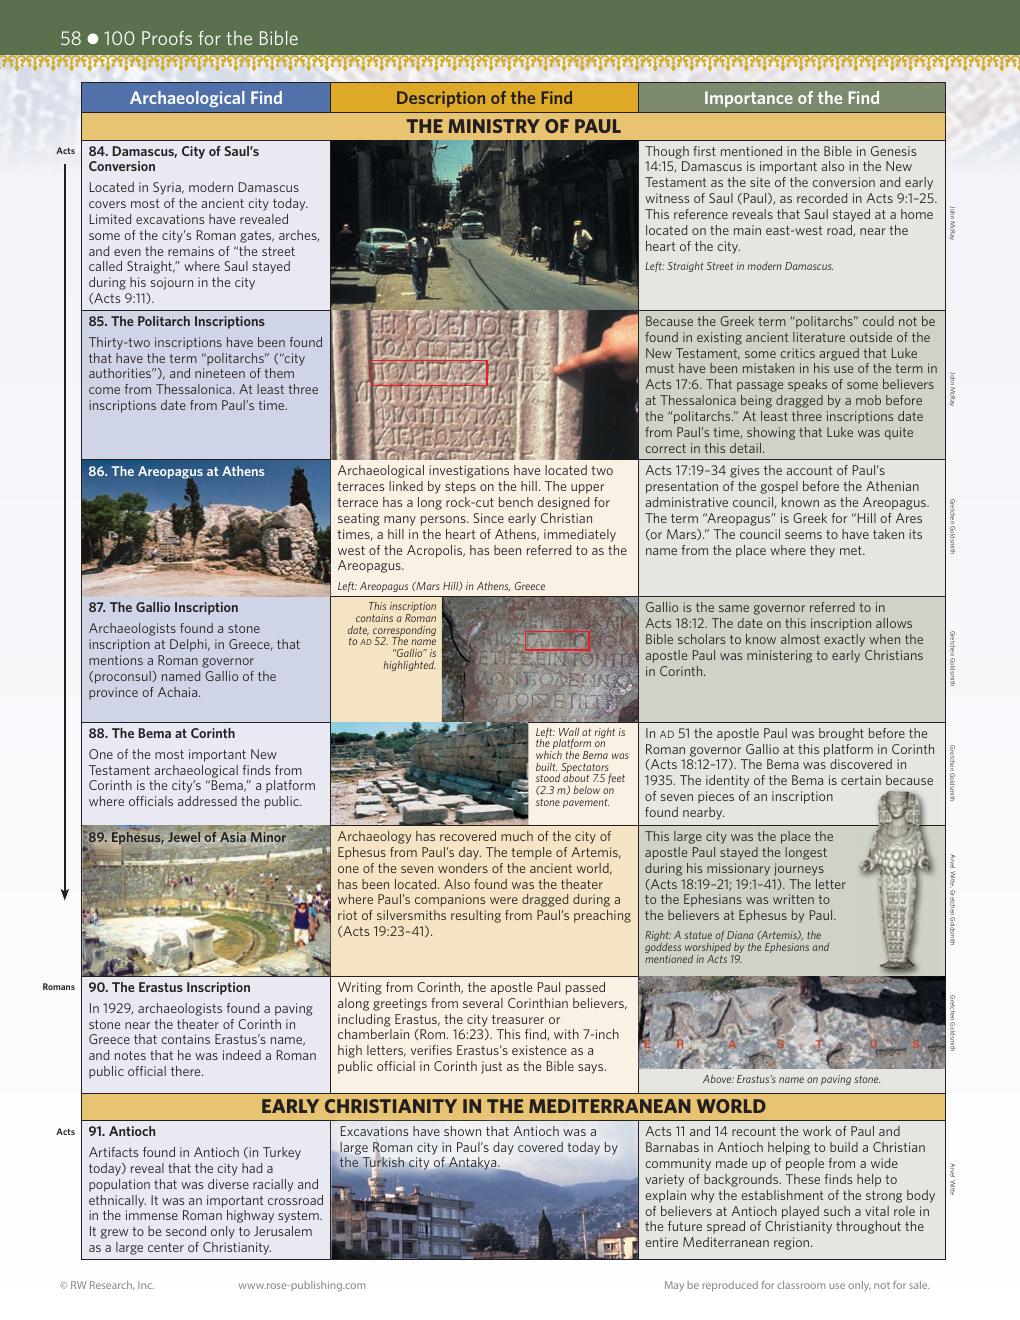 58 ● 100 Proofs for the Bible
Archaeological Find
Description of the Find
Importance of the Find
THE MINISTRY OF PAUL
Acts
84. Damascus, City of Saul’s
Conversion
Located in Syria, modern Damascus
covers most of the ancient city today.
Limited excavations have revealed
some of the city’s Roman gates, arches,
and even the remains of “the street
called Straight,” where Saul stayed
during his sojourn in the city
(Acts 9:11).
Though first mentioned in the Bible in Genesis
14:15, Damascus is important also in the New
Testament as the site of the conversion and early
witness of Saul (Paul), as recorded in Acts 9:1–25.
This reference reveals that Saul stayed at a home
located on the main east-west road, near the
heart of the city.
Left: Straight Street in modern Damascus.
John McRay
85. The Politarch Inscriptions
Thirty-two inscriptions have been found
that have the term “politarchs” (“city
authorities”), and nineteen of them
come from Thessalonica. At least three
inscriptions date from Paul’s time.
Because the Greek term “politarchs” could not be
found in existing ancient literature outside of the
New Testament, some critics argued that Luke
must have been mistaken in his use of the term in
Acts 17:6. That passage speaks of some believers
at Thessalonica being dragged by a mob before
the “politarchs.” At least three inscriptions date
from Paul’s time, showing that Luke was quite
correct in this detail.
John McRay
86. The Areopagus at Athens
Archaeological investigations have located two
terraces linked by steps on the hill. The upper
terrace has a long rock-cut bench designed for
seating many persons. Since early Christian
times, a hill in the heart of Athens, immediately
west of the Acropolis, has been referred to as the
Areopagus.
Left: Areopagus (Mars Hill) in Athens, Greece
Acts 17:19–34 gives the account of Paul’s
presentation of the gospel before the Athenian
administrative council, known as the Areopagus.
The term “Areopagus” is Greek for “Hill of Ares
(or Mars).” The council seems to have taken its
name from the place where they met.
Gretchen Goldsmith
87. The Gallio Inscription
Archaeologists found a stone
inscription at Delphi, in Greece, that
mentions a Roman governor
(proconsul) named Gallio of the
province of Achaia.
This inscription
contains a Roman
date, corresponding
to AD 52. The name
“Gallio” is
highlighted.
Gallio is the same governor referred to in
Acts 18:12. The date on this inscription allows
Bible scholars to know almost exactly when the
apostle Paul was ministering to early Christians
in Corinth.
Gretchen Goldsmith
88. The Bema at Corinth
One of the most important New
Testament archaeological finds from
Corinth is the city’s “Bema,” a platform
where officials addressed the public.
Left: Wall at right is
the platform on
which the Bema was
built. Spectators
stood about 7.5 feet
(2.3 m) below on
stone pavement.
In AD 51 the apostle Paul was brought before the
Roman governor Gallio at this platform in Corinth
(Acts 18:12–17). The Bema was discovered in
1935. The identity of the Bema is certain because
of seven pieces of an inscription
found nearby.
Gretchen Goldsmith
89. Ephesus, Jewel of Asia Minor
Archaeology has recovered much of the city of
Ephesus from Paul’s day. The temple of Artemis,
one of the seven wonders of the ancient world,
has been located. Also found was the theater
where Paul’s companions were dragged during a
riot of silversmiths resulting from Paul’s preaching
(Acts 19:23–41).
This large city was the place the
apostle Paul stayed the longest
during his missionary journeys
(Acts 18:19–21; 19:1–41). The letter
to the Ephesians was written to
the believers at Ephesus by Paul.
Right: A statue of Diana (Artemis), the
goddess worshiped by the Ephesians and
mentioned in Acts 19.
Arvel Witte, Gretchen Goldsmith
Romans
90. The Erastus Inscription
In 1929, archaeologists found a paving
stone near the theater of Corinth in
Greece that contains Erastus’s name,
and notes that he was indeed a Roman
public official there.
Writing from Corinth, the apostle Paul passed
along greetings from several Corinthian believers,
including Erastus, the city treasurer or
chamberlain (Rom. 16:23). This find, with 7-inch
high letters, verifies Erastus’s existence as a
public official in Corinth just as the Bible says.
E R A S T U S
Above: Erastus’s name on paving stone.
Gretchen Goldsmith
EARLY CHRISTIANITY IN THE MEDITERRANEAN WORLD
Acts
91. Antioch
Artifacts found in Antioch (in Turkey
today) reveal that the city had a
population that was diverse racially and
ethnically. It was an important crossroad
in the immense Roman highway system.
It grew to be second only to Jerusalem
as a large center of Christianity.
Excavations have shown that Antioch was a
large Roman city in Paul’s day covered today by
the Turkish city of Antakya.
Acts 11 and 14 recount the work of Paul and
Barnabas in Antioch helping to build a Christian
community made up of people from a wide
variety of backgrounds. These finds help to
explain why the establishment of the strong body
of believers at Antioch played such a vital role in
the future spread of Christianity throughout the
entire Mediterranean region.
Arvel Witte
© RW Research, Inc.
www.rose-publishing.com
May be reproduced for classroom use only, not for sale.